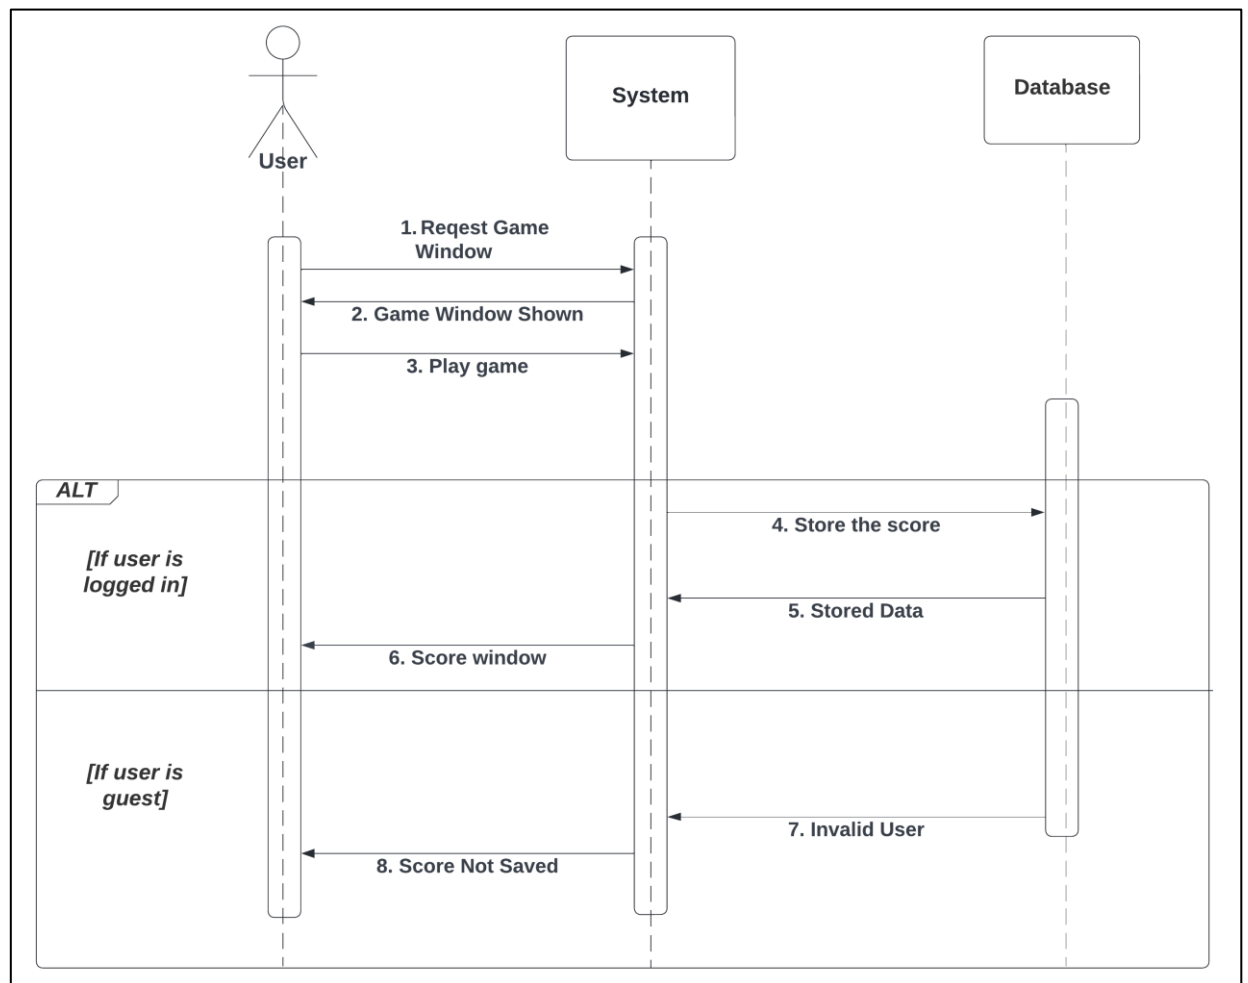 System
Database
User
1. Reqest Game
Window
2. Game Window Shown
3. Play game
ALT
4. Store the score
[If user is
logged in]
5. Stored Data
6. Score window
[If user is
guest]
7. Invalid User
8. Score Not Saved